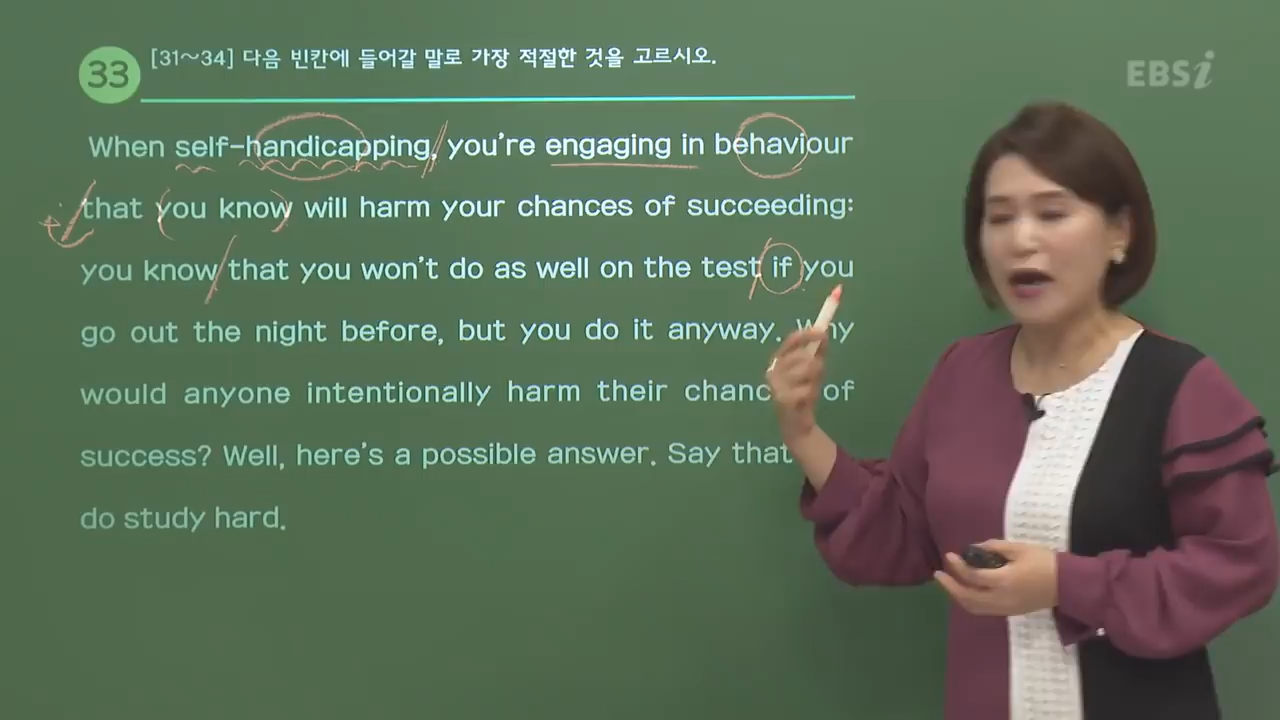 33
[31~34] 다음 빈칸에 들어갈 말로 가장 적절한 것을 고르시오.
EBSi
When self-handicapping, you're engaging in behaviour
that you know will harm your chances of succeeding:
you know that you won't do as well on the test if you
go out the night before, but you do it anyway. Why
would anyone intentionally harm their of
success? Well, here's a possible answer. Say that
do study hard.